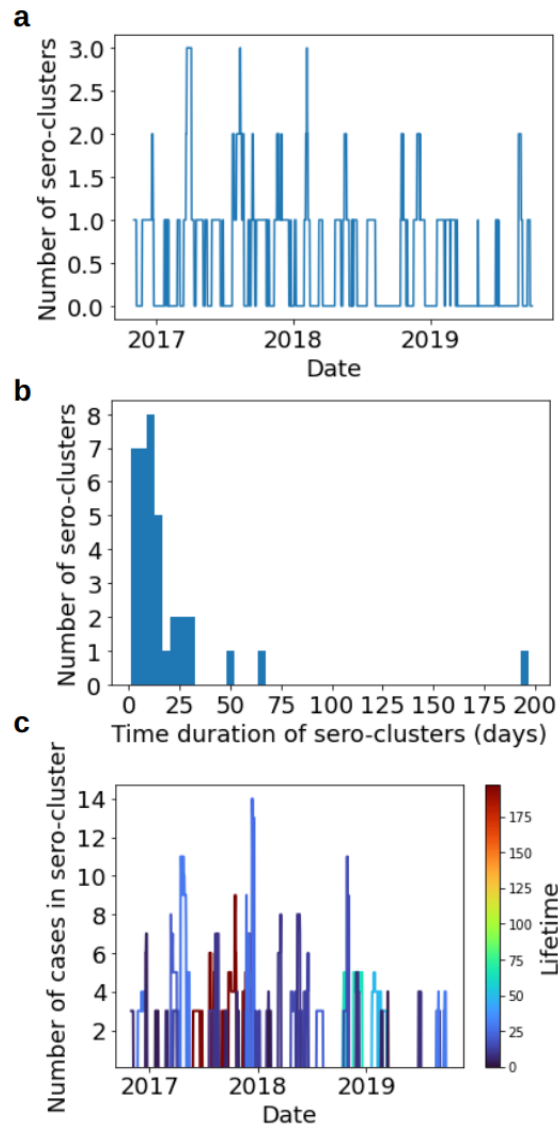 a
3.0
2.5
2.0
1.5
1.0
0.5
0.0
Number of sero-clusters
2017 2018 2019
Date
b
8
7
6
5
4
3
2
1
0
Number of sero-clusters
0 25 50 75 100 125 150 175 200
Time duration of sero-clusters (days)
c
14
12
10
8
6
4
2
Number of cases in sero-cluster
2017 2018 2019
Date
175
150
125
100
75
50
25
0
Lifetime